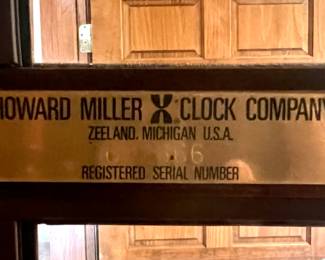 HOWARD MILLER CLOCK COMPANY
ZEELAND, MICHIGAN U.S.A.
REGISTERED SERIAL NUMBER